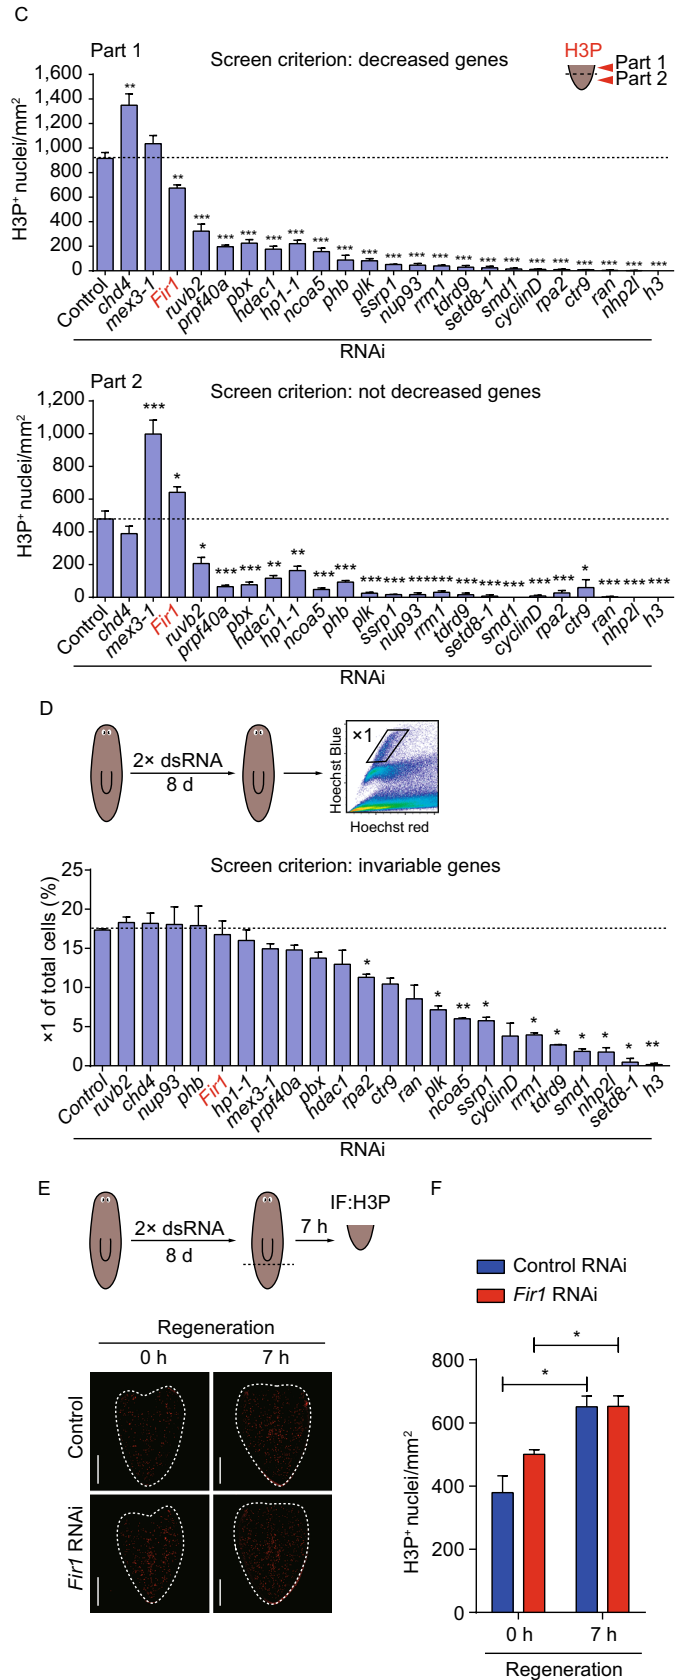 C
Part 1
Screen criterion: decreased genes
H3P
Part 1
Part 2
H3P⁺ nuclei/mm²
1,600
1,400
1,200
1,000
800
600
400
200
0
** ** *** *** *** *** *** *** *** *** *** *** *** *** *** *** *** *** *** *** *** ***
Control chd4 mex3-1 Fir1 ruvb2 prpf40a pbx hdac1 hp1-1 ncoa5 phb plk ssrp1 nup93 rrm1 tdrd9 setd8-1 smd1 cyclinD rpa2 ctr9 ran nhp2l h3
RNAi
Part 2
Screen criterion: not decreased genes
H3P⁺ nuclei/mm²
1,200
1,000
800
600
400
200
0
*** * * *** *** ** ** *** *** *** *** *** *** *** *** *** *** *** * *** *** ***
Control chd4 mex3-1 Fir1 ruvb2 prpf40a pbx hdac1 hp1-1 ncoa5 phb plk ssrp1 nup93 rrm1 tdrd9 setd8-1 smd1 cyclinD rpa2 ctr9 ran nhp2l h3
RNAi
D
2× dsRNA
8 d
×1
Hoechst Blue
Hoechst red
Screen criterion: invariable genes
×1 of total cells (%)
25
20
15
10
5
0
* * ** * * * * * * **
Control ruvb2 chd4 nup93 phb Fir1 hp1-1 mex3-1 prpf40a pbx hdac1 rpa2 ctr9 ran plk ncoa5 ssrp1 cyclinD rrm1 tdrd9 smd1 nhp2l setd8-1 h3
RNAi
E
2× dsRNA
8 d
7 h
IF:H3P
Regeneration
0 h 7 h
Control
Fir1 RNAi
F
Control RNAi
Fir1 RNAi
*
*
H3P⁺ nuclei/mm²
800
600
400
200
0
0 h 7 h
Regeneration